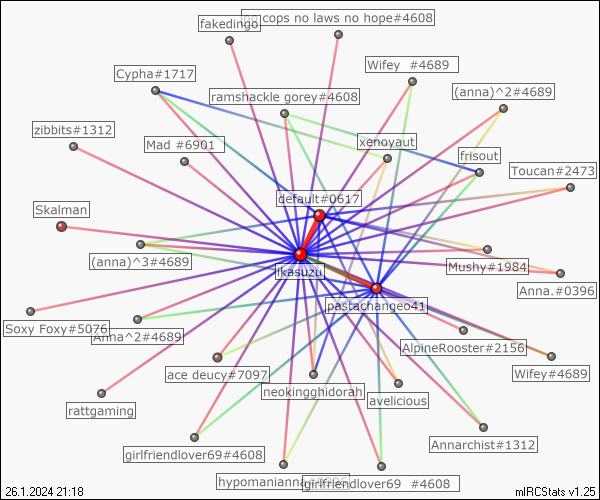 fakedingo
cops no laws no hope#4608
Cypha#1717
Wifey #4689
ramshackle gorey#4608
(anna)^2#4689
zibbits#1312
Mad #6901
xenoyaut
frisout
Toucan#2473
default#0617
Skalman
(anna)^3#4689
likasuzu
Mushy#1984
Anna.#0396
pastachangeo41
Soxy Foxy#5076
Anna^2#4689
AlpineRooster#2156
ace deucy#7097
Wifey#4689
neokingghidorah
avelicious
rattgaming
Annarchist#1312
girlfriendlover69#4608
hypomanianna
girlfriendlover69 #4608
26.1.2024 21:18
mIRCStats v1.25